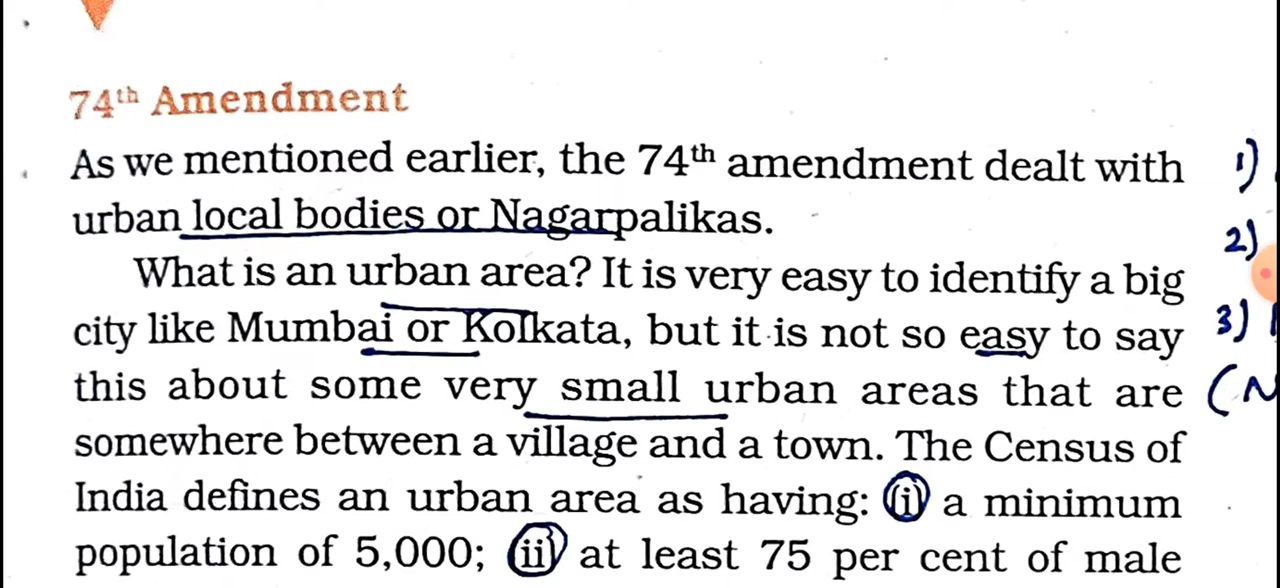 74th Amendment
As we mentioned earlier, the 74th amendment dealt with
urban local bodies or Nagarpalikas.
What is an urban area? It is very easy to identify a big
city like Mumbai or Kolkata, but it is not so easy to say
this about some very small urban areas that are
somewhere between a village and a town. The Census of
India defines an urban area as having: (i) a minimum
population of 5,000; (ii) at least 75 per cent of male
1)
2)
3)
(N